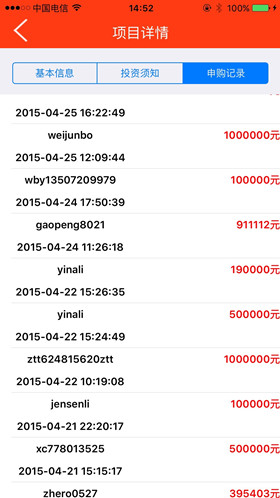 中国电信 14:52
项目详情
基本信息 投资须知 申购记录
2015-04-25 16:22:49
weijunbo 1000000元
2015-04-25 12:09:44
wby13507209979 100000元
2015-04-24 17:50:39
gaopeng8021 911112元
2015-04-24 11:26:18
yinali 190000元
2015-04-22 15:26:35
yinali 500000元
2015-04-22 15:24:49
ztt624815620ztt 1000000元
2015-04-22 10:19:08
jensenli 100000元
2015-04-21 22:20:17
xc778013525 500000元
2015-04-21 15:15:17
zhero0527 395403元